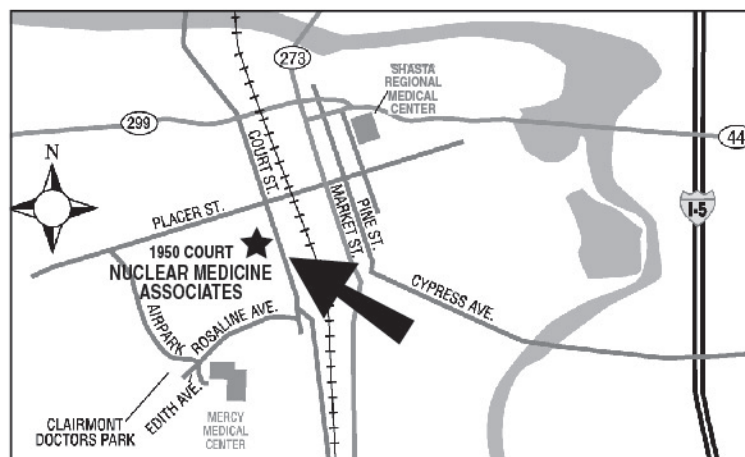 273
SHASTA
REGIONAL
MEDICAL
CENTER
299
44
N
COURT ST.
PLACER ST.
MARKET ST.
PINE ST.
I-5
1950 COURT
NUCLEAR MEDICINE
ASSOCIATES
CYPRESS AVE.
AIRPARK
ROSALINE AVE.
EDITH AVE.
CLAIRMONT
DOCTORS PARK
MERCY
MEDICAL
CENTER